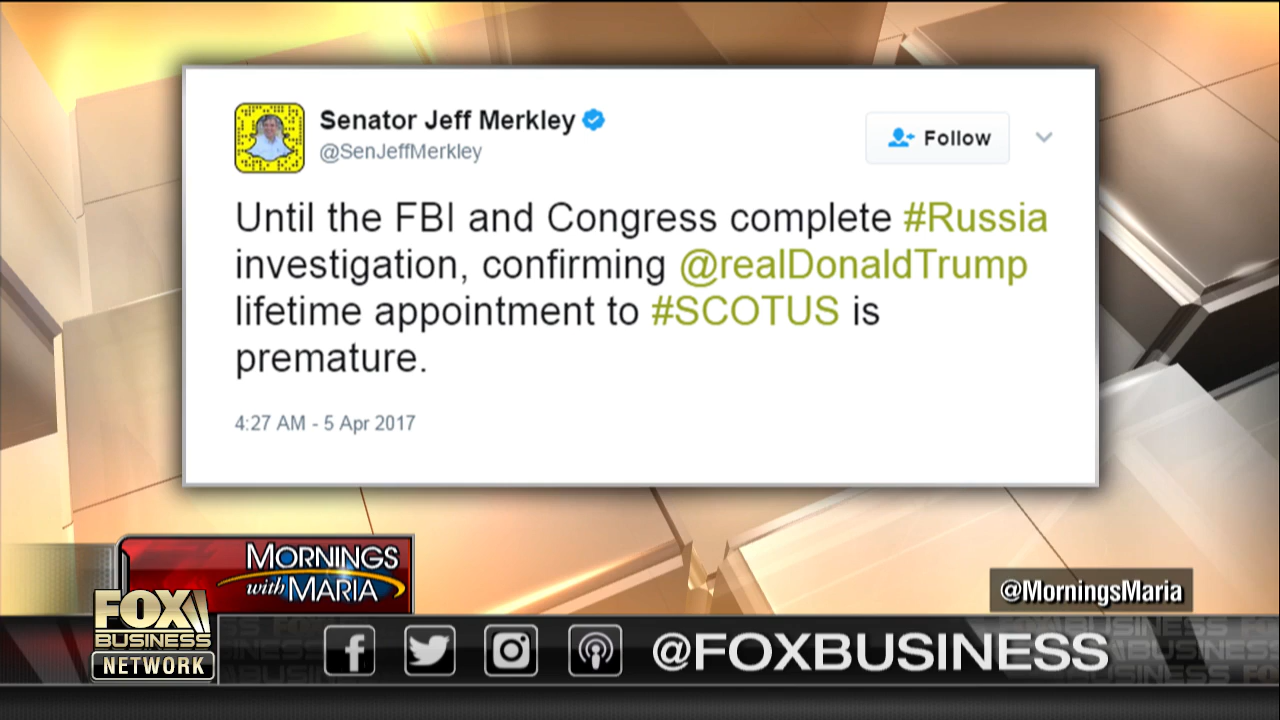 Senator Jeff Merkley
@SenJeffMerkley
Follow
Until the FBI and Congress complete #Russia
investigation, confirming @realDonaldTrump
lifetime appointment to #SCOTUS is
premature.
4:27 AM - 5 Apr 2017
MORNINGS
with MARIA
@MorningsMaria
FOX
BUSINESS
NETWORK
@FOXBUSINESS